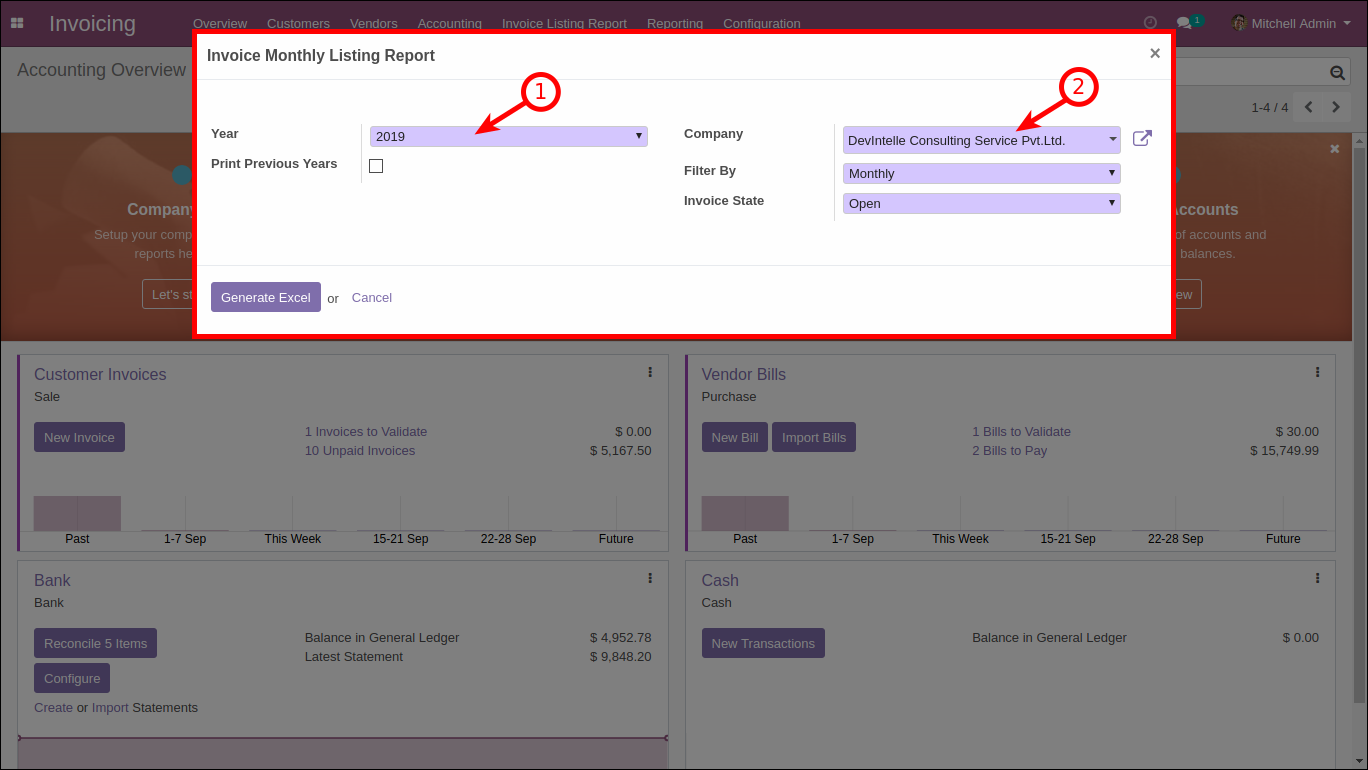 Invoicing
Overview Customers Vendors Accounting Invoice Listing Report Reporting Configuration
1 Mitchell Admin
Accounting Overview
1-4 / 4
Invoice Monthly Listing Report ×
1
2
Year 2019
Print Previous Years
Company DevIntelle Consulting Service Pvt.Ltd.
Filter By Monthly
Invoice State Open
Generate Excel or Cancel
Company
Setup your comp
reports he
Let's st
ccounts
of accounts and
balances.
ew
Customer Invoices
Sale
New Invoice
1 Invoices to Validate $ 0.00
10 Unpaid Invoices $ 5,167.50
Past 1-7 Sep This Week 15-21 Sep 22-28 Sep Future
Vendor Bills
Purchase
New Bill Import Bills
1 Bills to Validate $ 30.00
2 Bills to Pay $ 15,749.99
Past 1-7 Sep This Week 15-21 Sep 22-28 Sep Future
Bank
Bank
Reconcile 5 Items
Configure
Create or Import Statements
Balance in General Ledger $ 4,952.78
Latest Statement $ 9,848.20
Cash
Cash
New Transactions
Balance in General Ledger $ 0.00